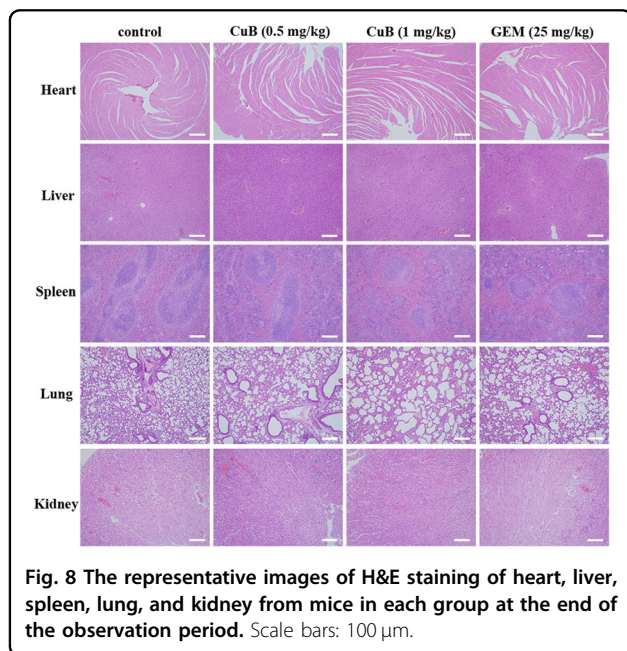 control CuB (0.5 mg/kg) CuB (1 mg/kg) GEM (25 mg/kg)
Heart
Liver
Spleen
Lung
Kidney
Fig. 8 The representative images of H&E staining of heart, liver,
spleen, lung, and kidney from mice in each group at the end of
the observation period. Scale bars: 100 μm.